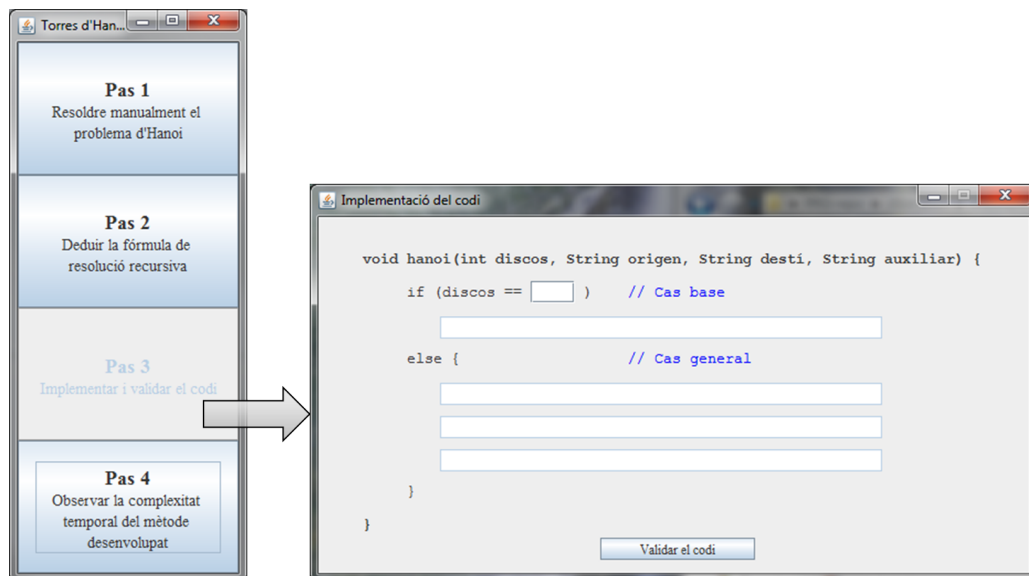 Torres d'Han...
Pas 1
Resoldre manualment el
problema d'Hanoi
Pas 2
Deduir la fórmula de
resolució recursiva
Pas 3
Implementar i validar el codi
Pas 4
Observar la complexitat
temporal del mètode
desenvolupat
Implementació del codi
void hanoi(int discos, String origen, String destí, String auxiliar) {
if (discos == ) // Cas base
else { // Cas general
}
}
Validar el codi